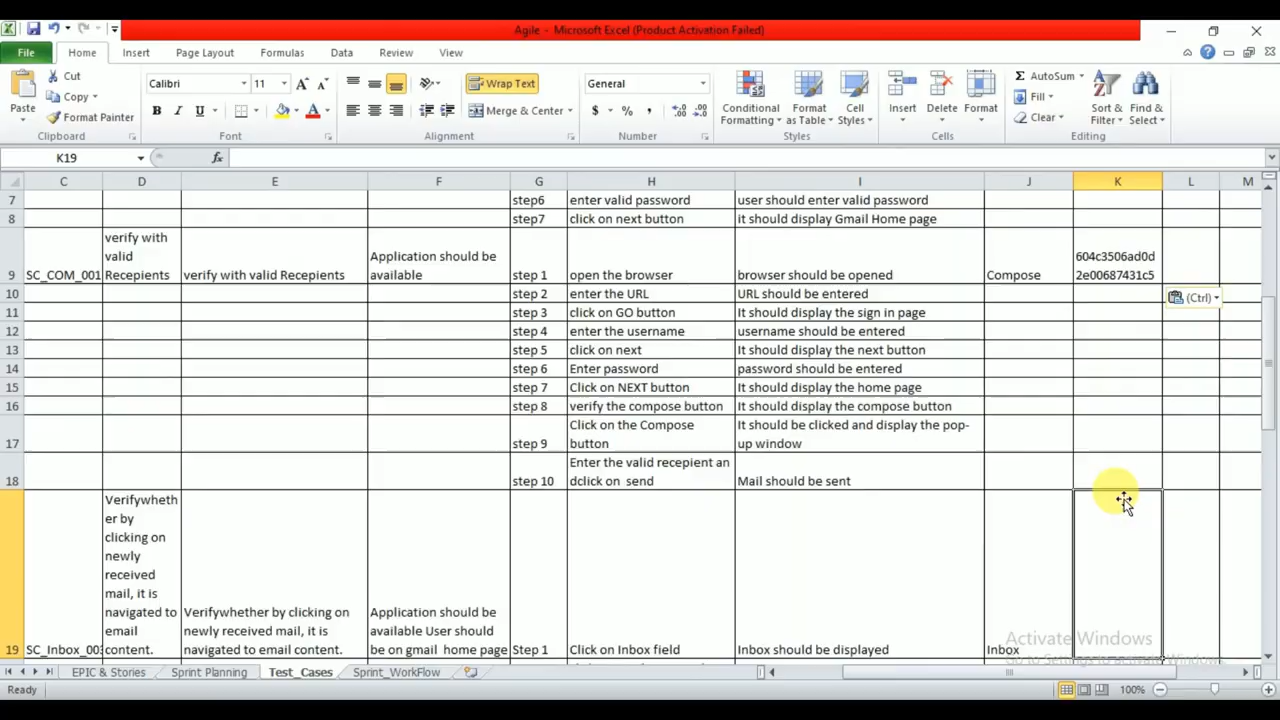 Agile - Microsoft Excel (Product Activation Failed)
File Home Insert Page Layout Formulas Data Review View
Paste
Cut
Copy
Format Painter
Clipboard
Calibri 11
B I U
Font
Wrap Text
Merge & Center
Alignment
General
$ % ,
Number
Conditional Formatting
Format as Table
Cell Styles
Styles
Insert
Delete
Format
Cells
Σ AutoSum
Fill
Clear
Sort & Filter
Find & Select
Editing
K19 fx
C D E F G H I J K L M
7 step6 enter valid password user should enter valid password
8 step7 click on next button it should display Gmail Home page
verify with
valid Application should be 604c3506ad0d
9 SC_COM_001 Recepients verify with valid Recepients available step 1 open the browser browser should be opened Compose 2e00687431c5
10 step 2 enter the URL URL should be entered
(Ctrl)
11 step 3 click on GO button It should display the sign in page
12 step 4 enter the username username should be entered
13 step 5 click on next It should display the next button
14 step 6 Enter password password should be entered
15 step 7 Click on NEXT button It should display the home page
16 step 8 verify the compose button It should display the compose button
Click on the Compose It should be clicked and display the pop-
17 step 9 button up window
Enter the valid recepient an
18 step 10 dclick on send Mail should be sent
Verifywheth
er by
clicking on
newly
received
mail, it is
navigated to Verifywhether by clicking on Application should be
email newly received mail, it is available User should
19 SC_Inbox_003 content. navigated to email content. be on gmail home page Step 1 Click on Inbox field Inbox should be displayed Inbox
Activate Windows
Go to Settings to activate Windows.
EPIC & Stories Sprint Planning Test_Cases Sprint_WorkFlow
Ready 100%